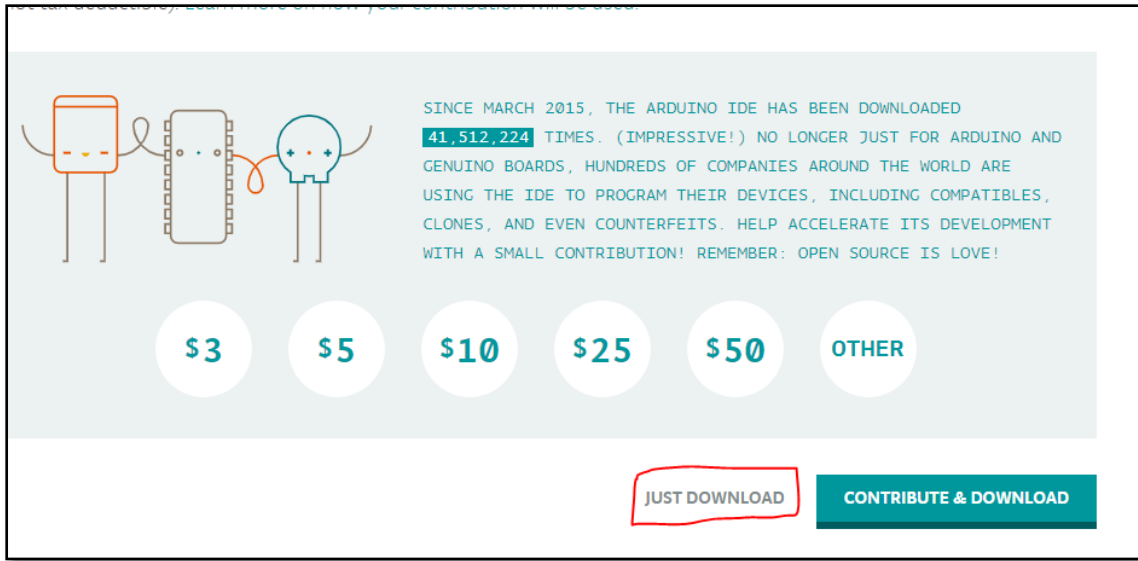 SINCE MARCH 2015, THE ARDUINO IDE HAS BEEN DOWNLOADED
41,512,224 TIMES. (IMPRESSIVE!) NO LONGER JUST FOR ARDUINO AND
GENUINO BOARDS, HUNDREDS OF COMPANIES AROUND THE WORLD ARE
USING THE IDE TO PROGRAM THEIR DEVICES, INCLUDING COMPATIBLES,
CLONES, AND EVEN COUNTERFEITS. HELP ACCELERATE ITS DEVELOPMENT
WITH A SMALL CONTRIBUTION! REMEMBER: OPEN SOURCE IS LOVE!
$3 $5 $10 $25 $50 OTHER
JUST DOWNLOAD CONTRIBUTE & DOWNLOAD